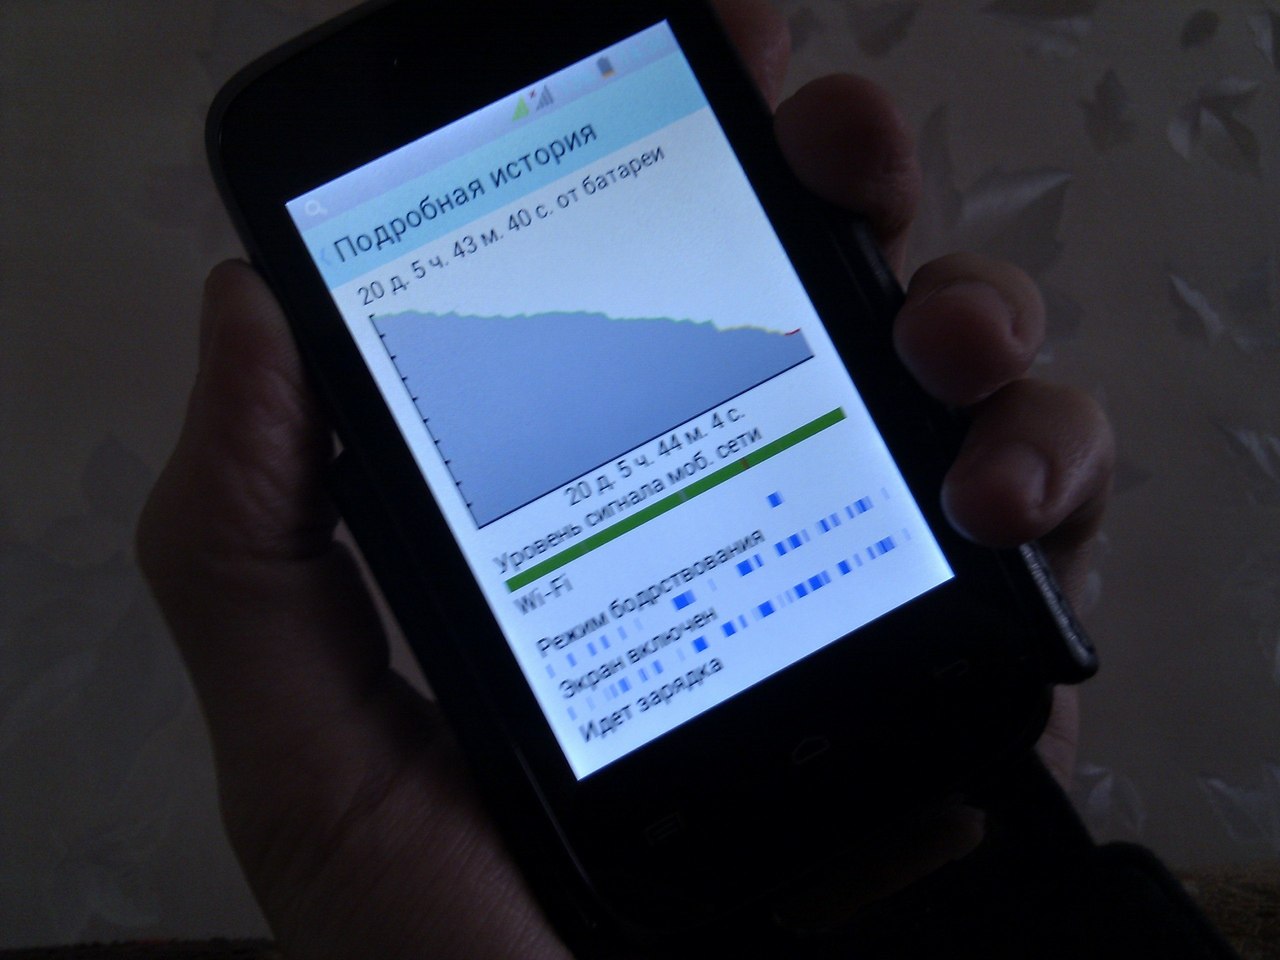 Подробная история
20 д. 5 ч. 43 м. 40 с. от батареи
20 д. 5 ч. 44 м. 4 с.
Уровень сигнала моб. сети
Wi-Fi
Режим бодрствования
Экран включен
Идет зарядка